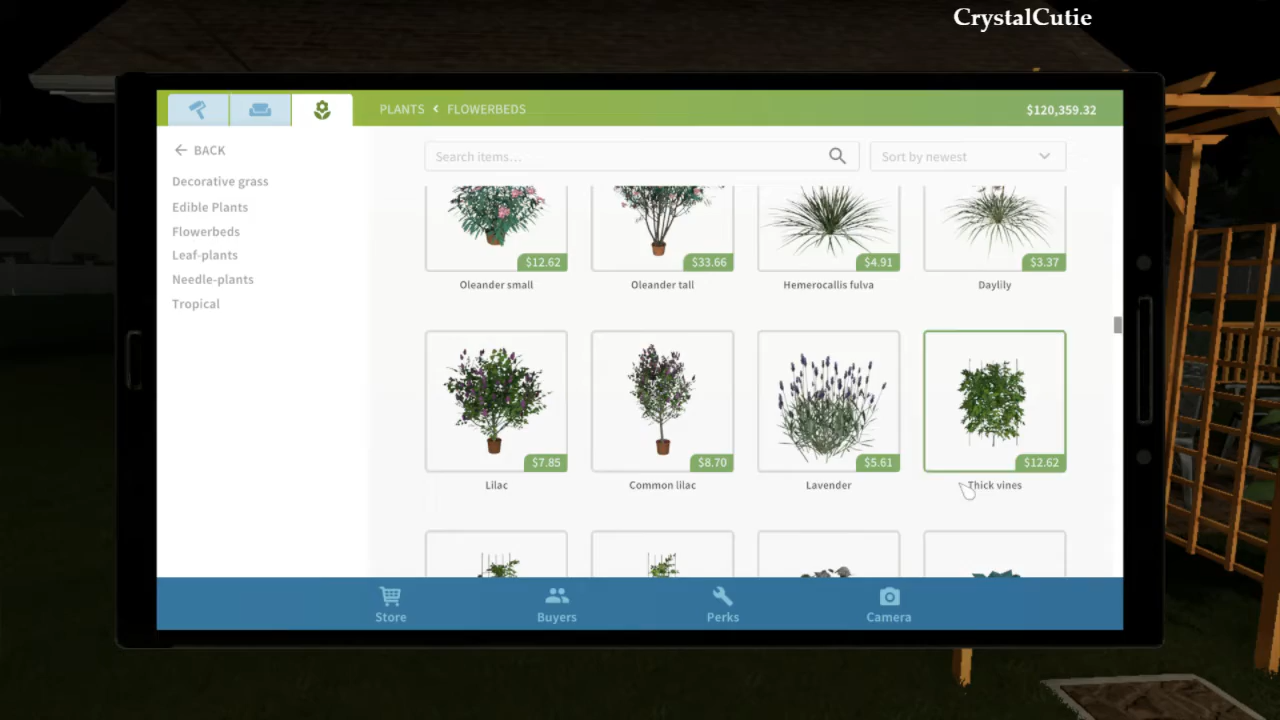 CrystalCutie
PLANTS < FLOWERBEDS
$120,359.32
BACK
Search items...
Sort by newest
Decorative grass
Edible Plants
Flowerbeds
Leaf-plants
Needle-plants
Tropical
$12.62
$33.66
$4.91
$3.37
Oleander small
Oleander tall
Hemerocallis fulva
Daylily
$7.85
$8.70
$5.61
$12.62
Lilac
Common lilac
Lavender
Thick vines
Store
Buyers
Perks
Camera